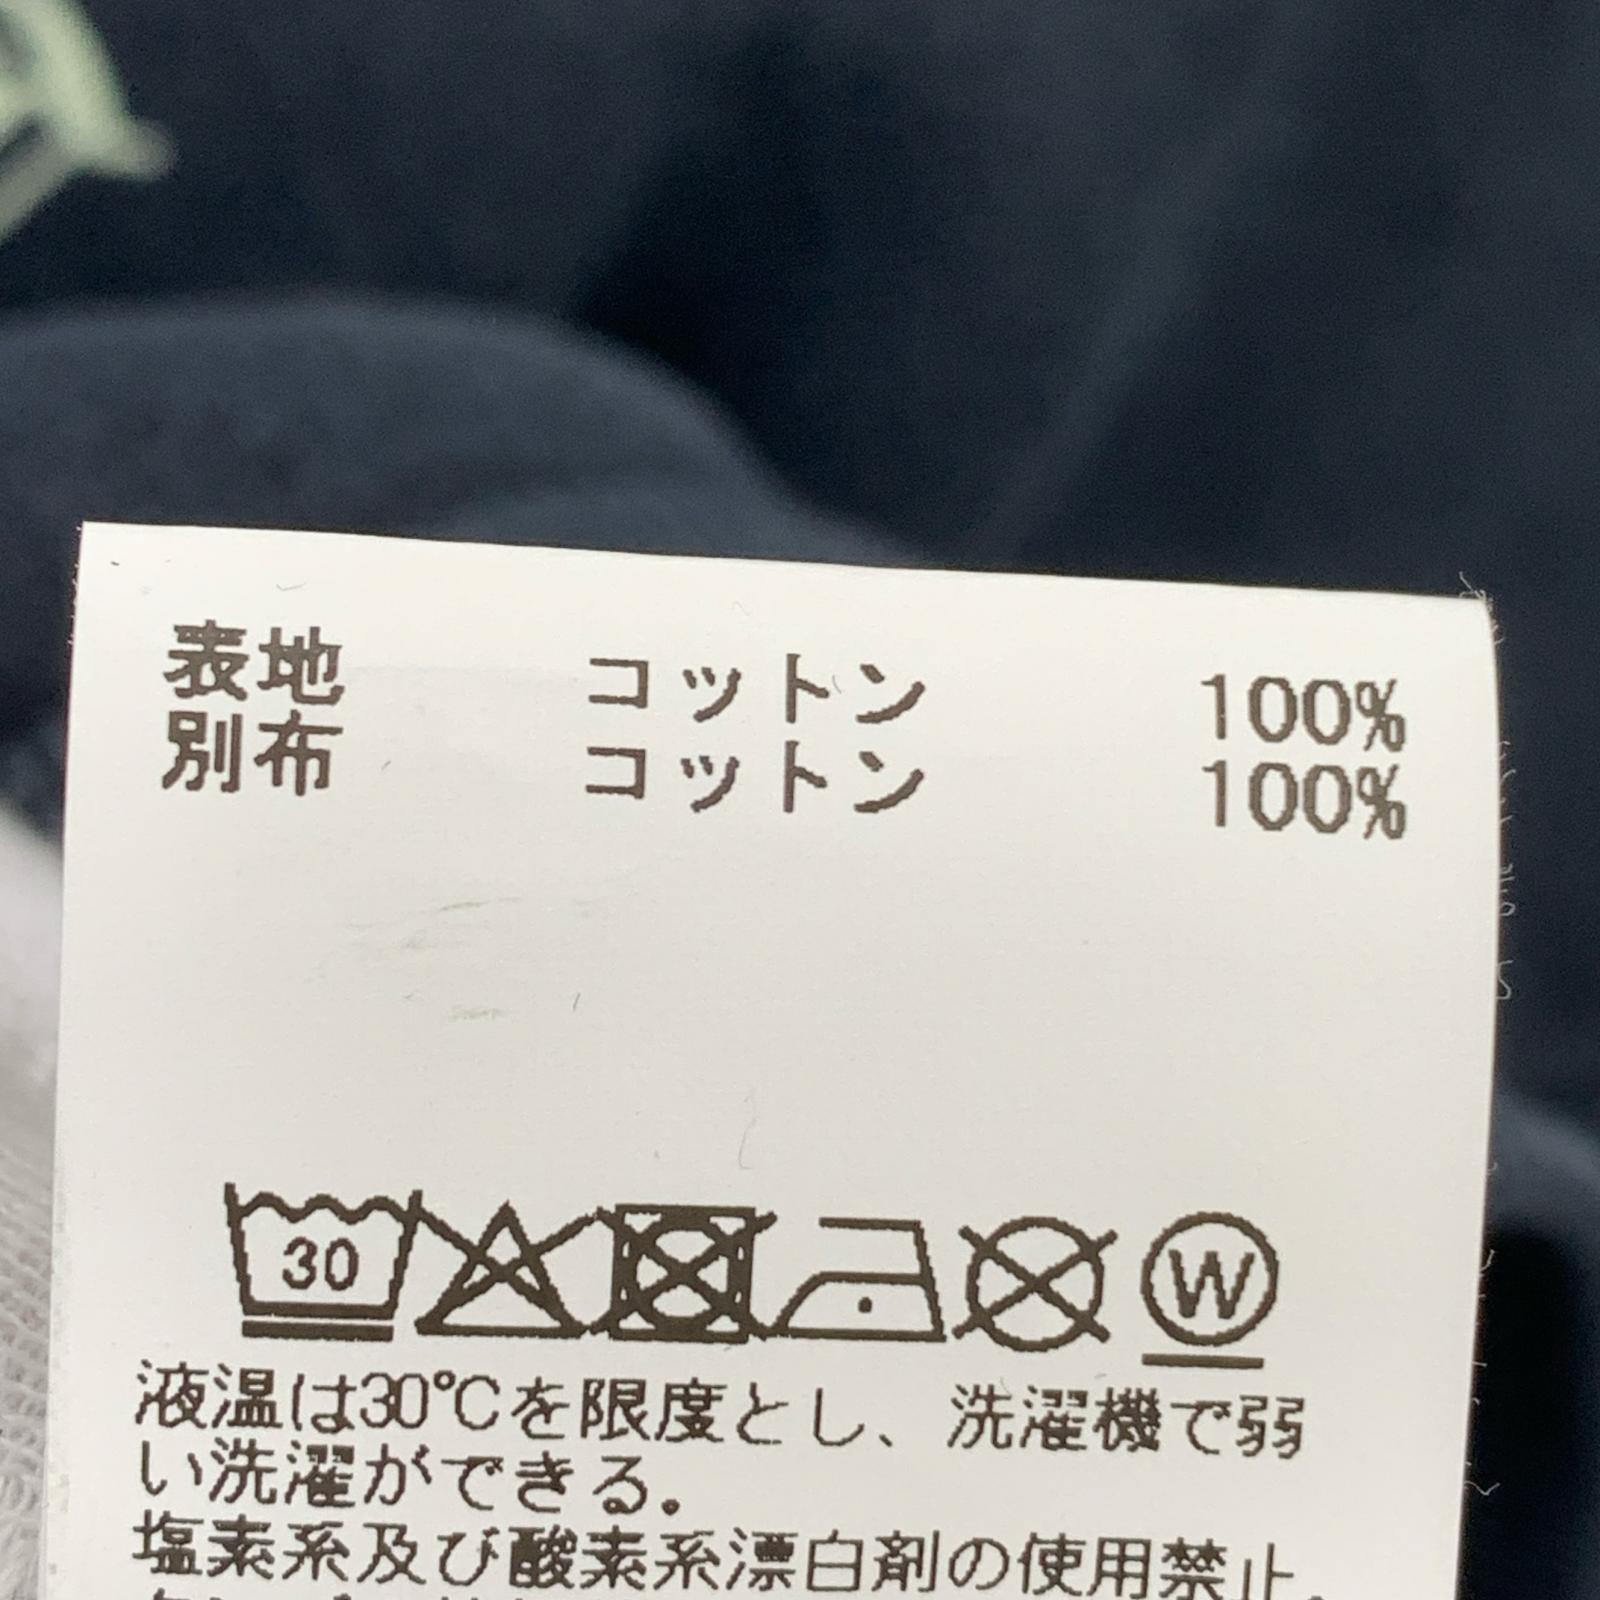 表地 コットン 100%
別布 コットン 100%
30 W
液温は30℃を限度とし、洗濯機で弱
い洗濯ができる。
塩素系及び酸素系漂白剤の使用禁止。